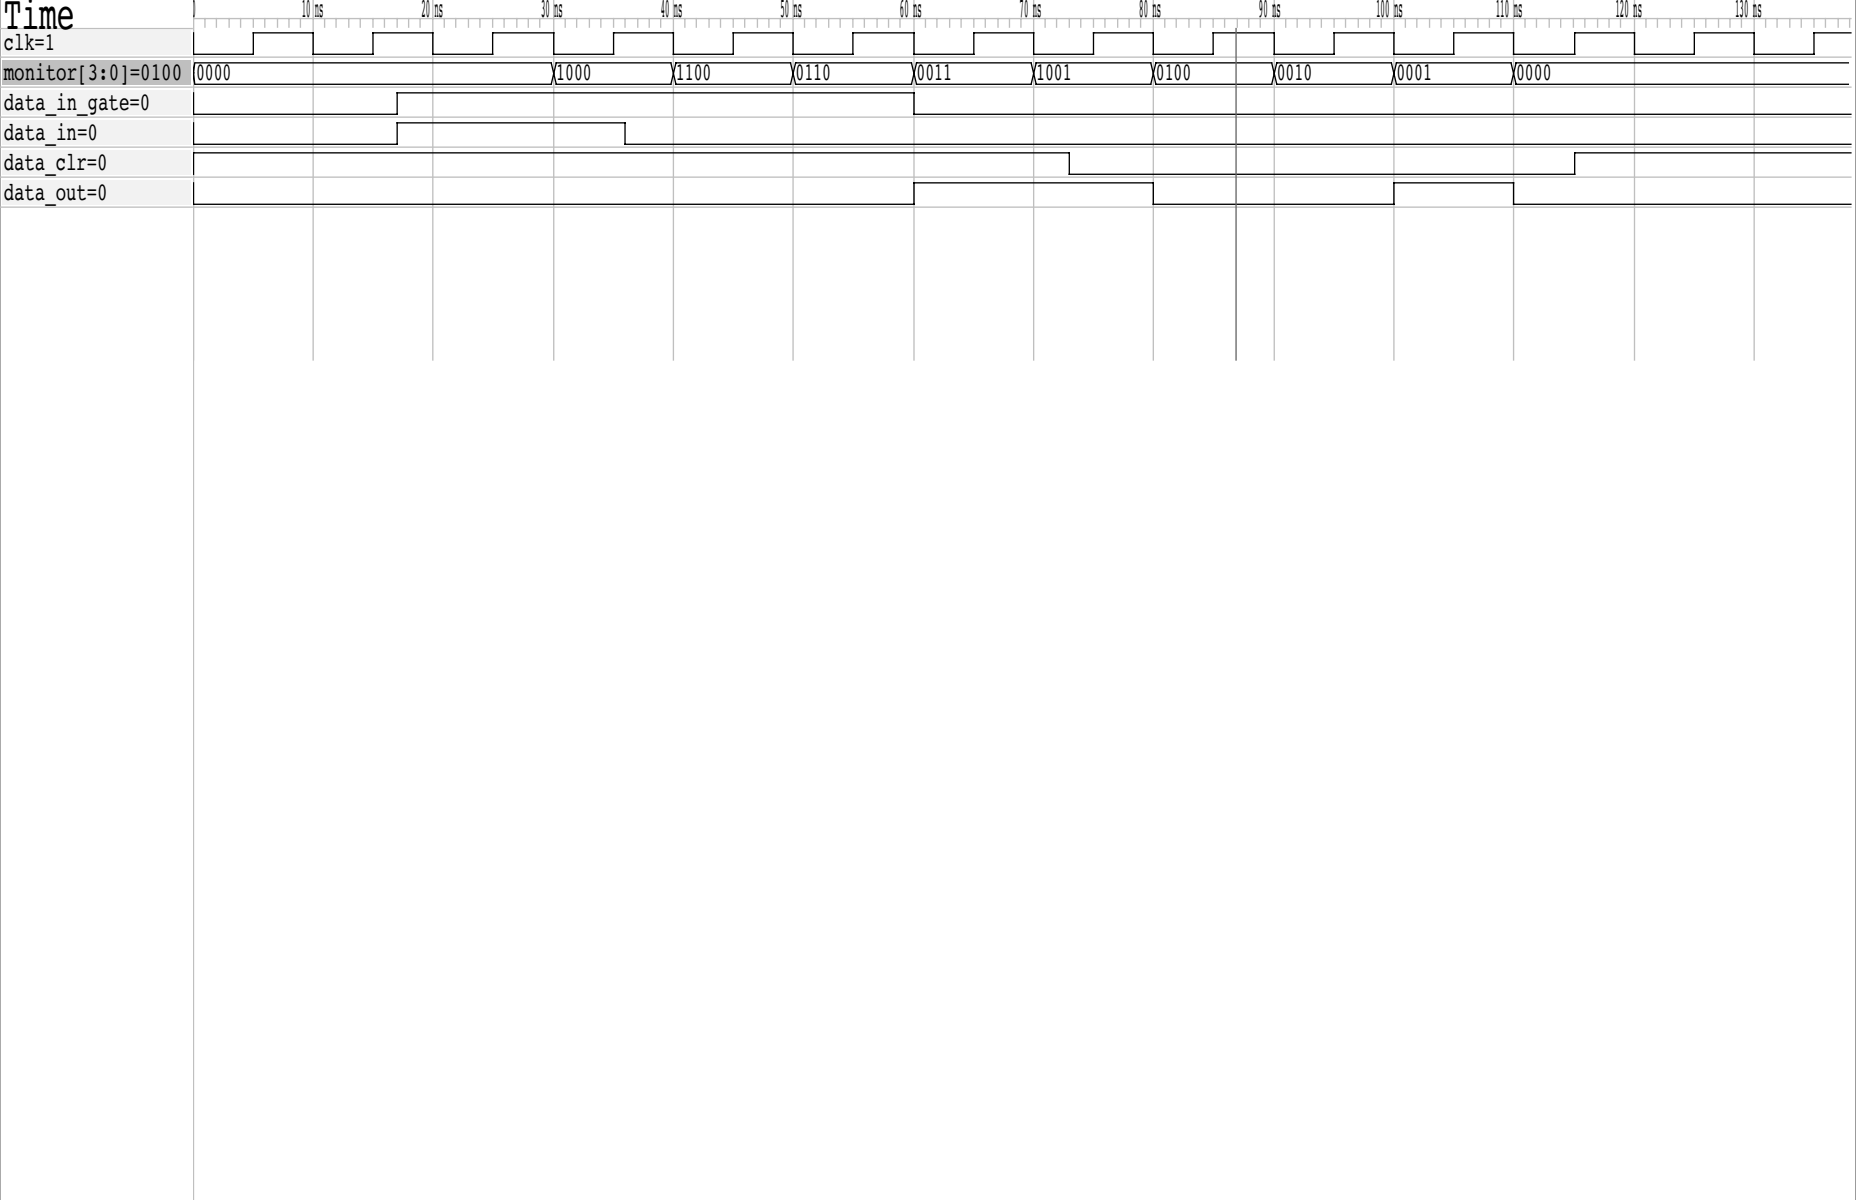 Time
10 ns 20 ns 30 ns 40 ns 50 ns 60 ns 70 ns 80 ns 90 ns 100 ns 110 ns 120 ns 130 ns
clk=1
monitor[3:0]=0100 0000 1000 1100 0110 0011 1001 0100 0010 0001 0000
data_in_gate=0
data_in=0
data_clr=0
data_out=0